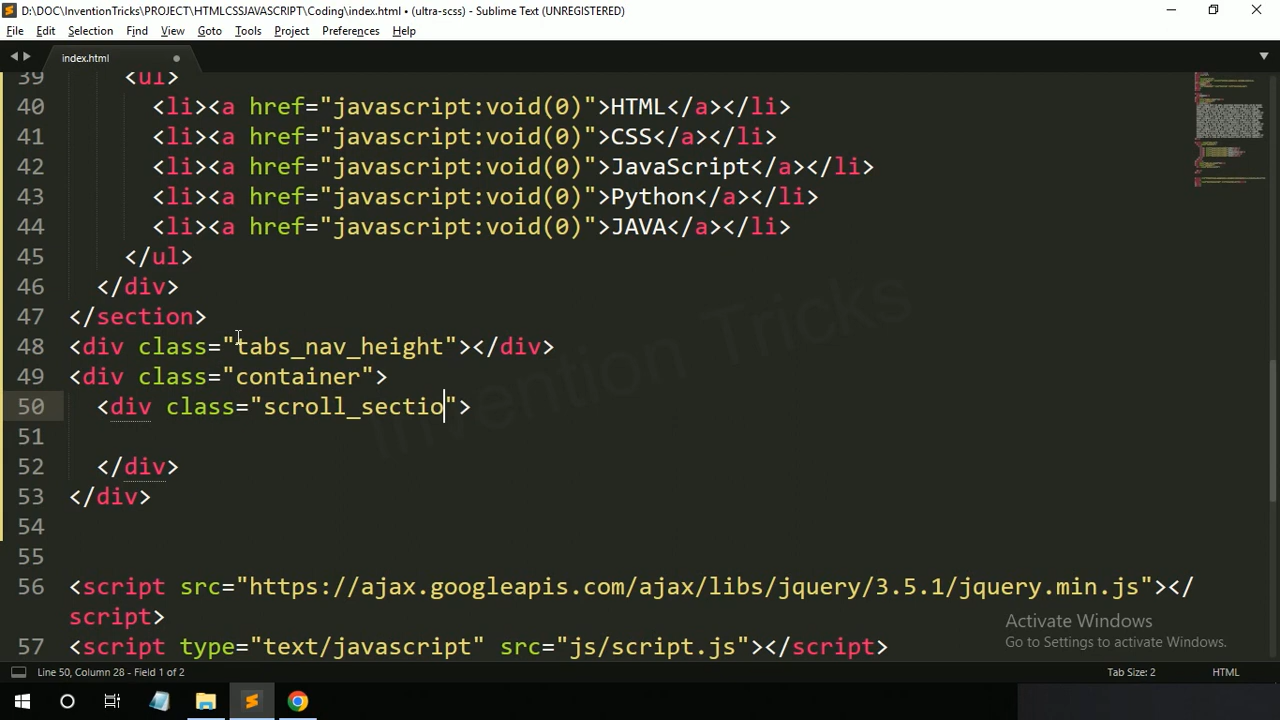 D:\DOC\InventionTricks\PROJECT\HTMLCSSJAVASCRIPT\Coding\index.html • (ultra-scss) - Sublime Text (UNREGISTERED)
File Edit Selection Find View Goto Tools Project Preferences Help
index.html
39 <ul>
40 <li><a href="javascript:void(0)">HTML</a></li>
41 <li><a href="javascript:void(0)">CSS</a></li>
42 <li><a href="javascript:void(0)">JavaScript</a></li>
43 <li><a href="javascript:void(0)">Python</a></li>
44 <li><a href="javascript:void(0)">JAVA</a></li>
45 </ul>
46 </div>
47 </section>
48 <div class="tabs_nav_height"></div>
49 <div class="container">
50 <div class="scroll_sectio">
51
52 </div>
53 </div>
54
55
56 <script src="https://ajax.googleapis.com/ajax/libs/jquery/3.5.1/jquery.min.js"></
script>
57 <script type="text/javascript" src="js/script.js"></script>
Invention Tricks
Activate Windows
Go to Settings to activate Windows.
Line 50, Column 28 - Field 1 of 2 Tab Size: 2 HTML